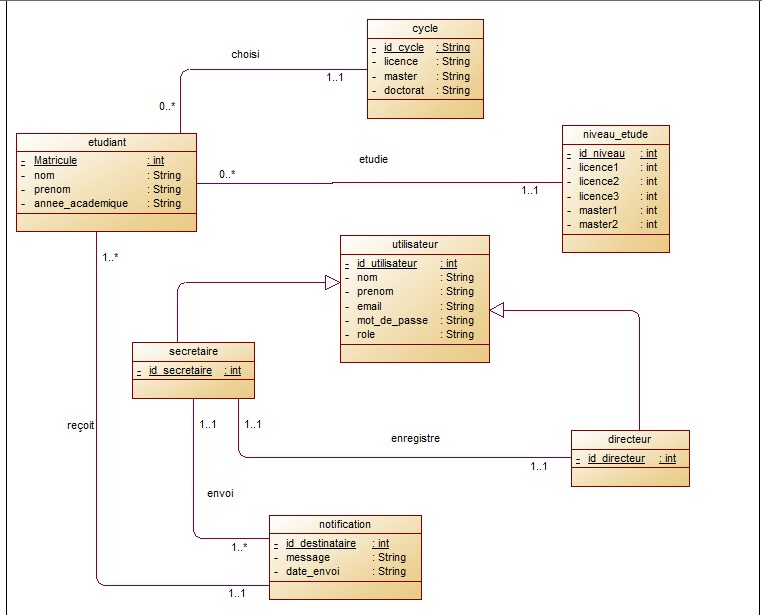 cycle
- id_cycle : String
- licence : String
- master : String
- doctorat : String
choisi
1..1
0..*
etudiant
- Matricule : int
- nom : String
- prenom : String
- annee_academique : String
niveau_etude
- id_niveau : int
- licence1 : int
- licence2 : int
- licence3 : int
- master1 : int
- master2 : int
etudie
0..*
1..1
1..*
utilisateur
- id_utilisateur : int
- nom : String
- prenom : String
- email : String
- mot_de_passe : String
- role : String
secretaire
- id_secretaire : int
reçoit
1..1
1..1
enregistre
1..1
directeur
- id_directeur : int
envoi
1..*
notification
- id_destinataire : int
- message : String
- date_envoi : String
1..1